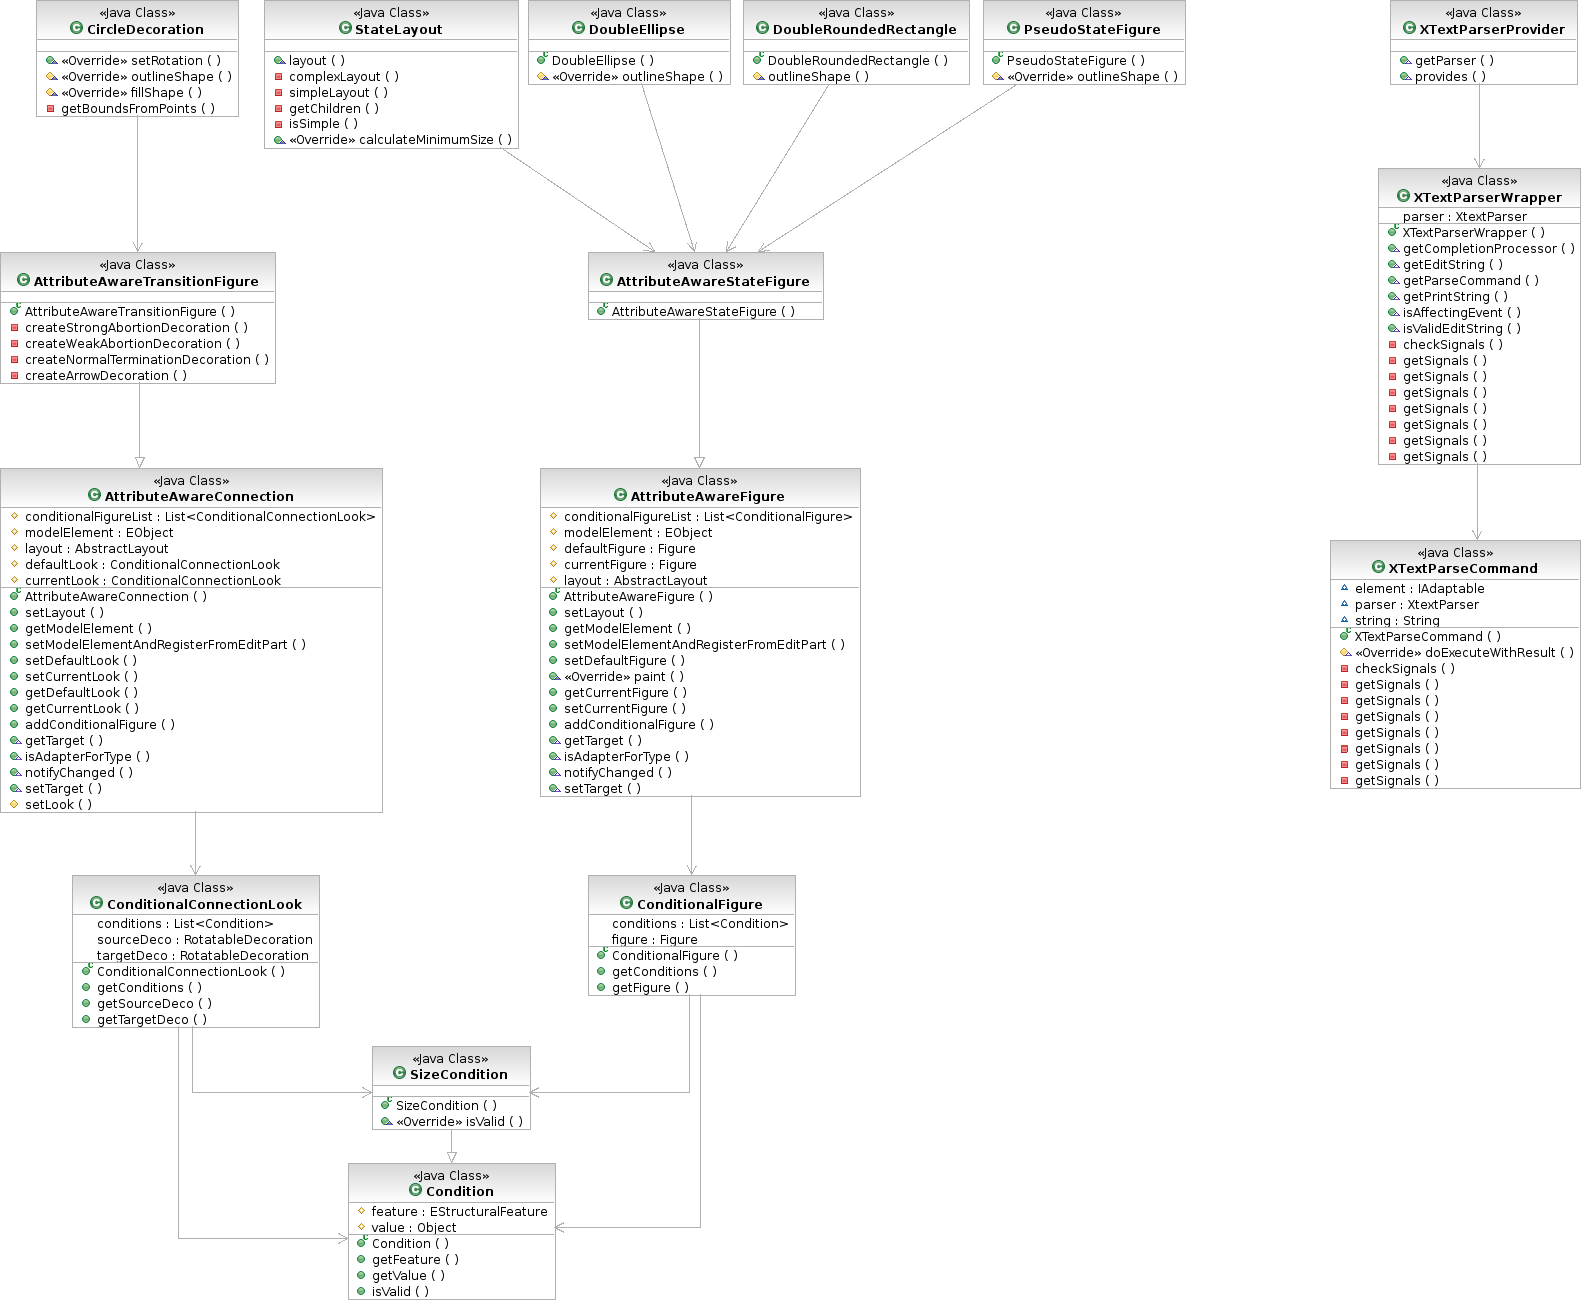 «Java Class»
CircleDecoration
«Override» setRotation ( )
«Override» outlineShape ( )
«Override» fillShape ( )
getBoundsFromPoints ( )
«Java Class»
StateLayout
layout ( )
complexLayout ( )
simpleLayout ( )
getChildren ( )
isSimple ( )
«Override» calculateMinimumSize ( )
«Java Class»
DoubleEllipse
DoubleEllipse ( )
«Override» outlineShape ( )
«Java Class»
DoubleRoundedRectangle
DoubleRoundedRectangle ( )
outlineShape ( )
«Java Class»
PseudoStateFigure
PseudoStateFigure ( )
«Override» outlineShape ( )
«Java Class»
XTextParserProvider
getParser ( )
provides ( )
«Java Class»
XTextParserWrapper
parser : XtextParser
XTextParserWrapper ( )
getCompletionProcessor ( )
getEditString ( )
getParseCommand ( )
getPrintString ( )
isAffectingEvent ( )
isValidEditString ( )
checkSignals ( )
getSignals ( )
getSignals ( )
getSignals ( )
getSignals ( )
getSignals ( )
getSignals ( )
getSignals ( )
«Java Class»
AttributeAwareTransitionFigure
AttributeAwareTransitionFigure ( )
createStrongAbortionDecoration ( )
createWeakAbortionDecoration ( )
createNormalTerminationDecoration ( )
createArrowDecoration ( )
«Java Class»
AttributeAwareStateFigure
AttributeAwareStateFigure ( )
«Java Class»
AttributeAwareConnection
conditionalFigureList : List<ConditionalConnectionLook>
modelElement : EObject
layout : AbstractLayout
defaultLook : ConditionalConnectionLook
currentLook : ConditionalConnectionLook
AttributeAwareConnection ( )
setLayout ( )
getModelElement ( )
setModelElementAndRegisterFromEditPart ( )
setDefaultLook ( )
setCurrentLook ( )
getDefaultLook ( )
getCurrentLook ( )
addConditionalFigure ( )
getTarget ( )
isAdapterForType ( )
notifyChanged ( )
setTarget ( )
setLook ( )
«Java Class»
AttributeAwareFigure
conditionalFigureList : List<ConditionalFigure>
modelElement : EObject
defaultFigure : Figure
currentFigure : Figure
layout : AbstractLayout
AttributeAwareFigure ( )
setLayout ( )
getModelElement ( )
setModelElementAndRegisterFromEditPart ( )
setDefaultFigure ( )
«Override» paint ( )
getCurrentFigure ( )
setCurrentFigure ( )
addConditionalFigure ( )
getTarget ( )
isAdapterForType ( )
notifyChanged ( )
setTarget ( )
«Java Class»
XTextParseCommand
element : IAdaptable
parser : XtextParser
string : String
XTextParseCommand ( )
«Override» doExecuteWithResult ( )
checkSignals ( )
getSignals ( )
getSignals ( )
getSignals ( )
getSignals ( )
getSignals ( )
getSignals ( )
getSignals ( )
«Java Class»
ConditionalConnectionLook
conditions : List<Condition>
sourceDeco : RotatableDecoration
targetDeco : RotatableDecoration
ConditionalConnectionLook ( )
getConditions ( )
getSourceDeco ( )
getTargetDeco ( )
«Java Class»
ConditionalFigure
conditions : List<Condition>
figure : Figure
ConditionalFigure ( )
getConditions ( )
getFigure ( )
«Java Class»
SizeCondition
SizeCondition ( )
«Override» isValid ( )
«Java Class»
Condition
feature : EStructuralFeature
value : Object
Condition ( )
getFeature ( )
getValue ( )
isValid ( )